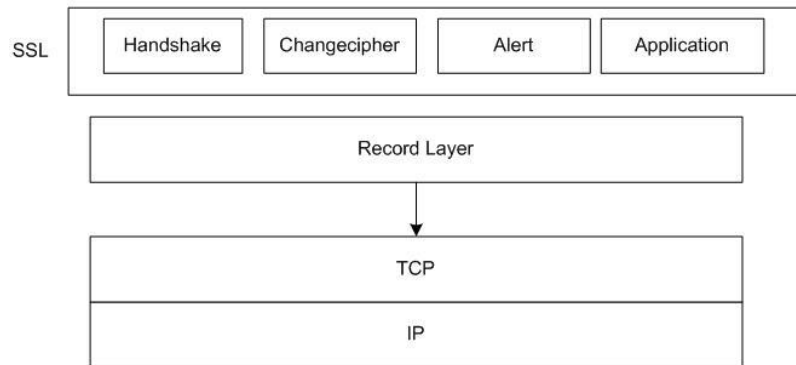 SSL
Handshake
Changecipher
Alert
Application
Record Layer
TCP
IP